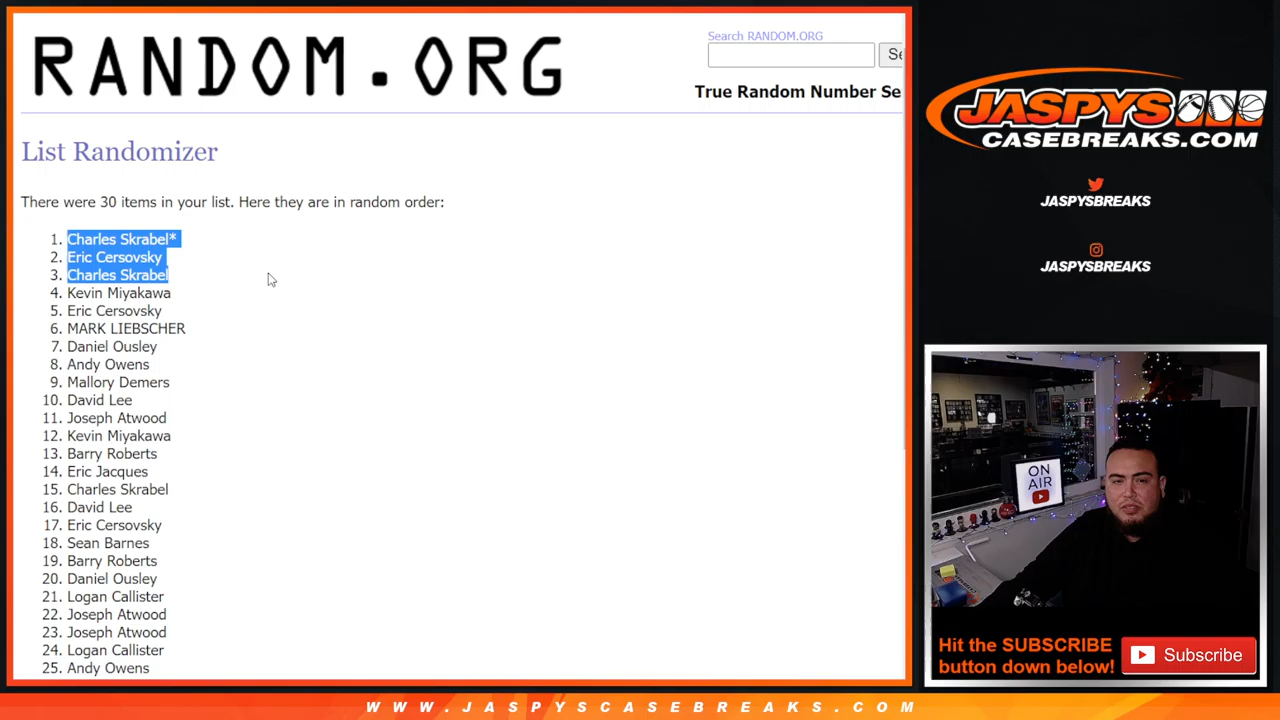 RANDOM.ORG
Search RANDOM.ORG
Se
True Random Number Se
List Randomizer
There were 30 items in your list. Here they are in random order:
1. Charles Skrabel*
2. Eric Cersovsky
3. Charles Skrabel
4. Kevin Miyakawa
5. Eric Cersovsky
6. MARK LIEBSCHER
7. Daniel Ousley
8. Andy Owens
9. Mallory Demers
10. David Lee
11. Joseph Atwood
12. Kevin Miyakawa
13. Barry Roberts
14. Eric Jacques
15. Charles Skrabel
16. David Lee
17. Eric Cersovsky
18. Sean Barnes
19. Barry Roberts
20. Daniel Ousley
21. Logan Callister
22. Joseph Atwood
23. Joseph Atwood
24. Logan Callister
25. Andy Owens
JASPYS
CASEBREAKS.COM
JASPYSBREAKS
JASPYSBREAKS
ON
AIR
Hit the SUBSCRIBE
button down below!
Subscribe
WWW.JASPYSCASEBREAKS.COM